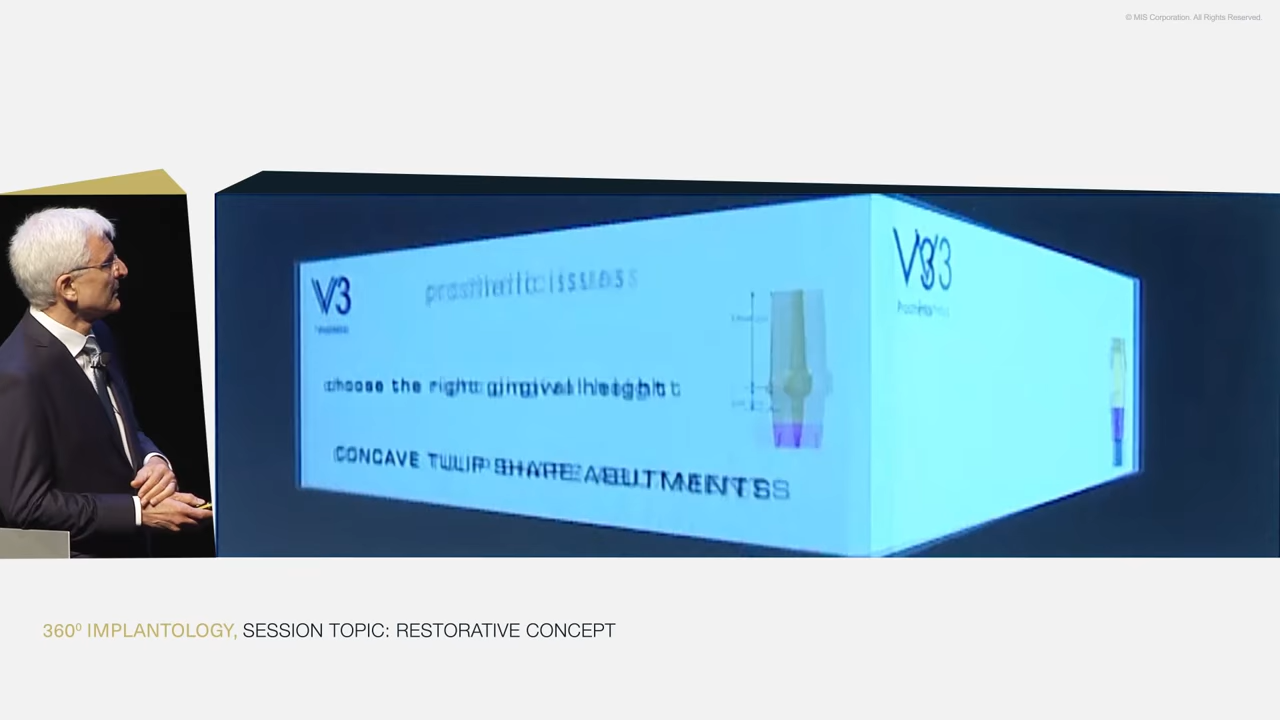 © MIS Corporation. All Rights Reserved.
V3
prosthetic issues
choose the right gingival height
CONCAVE TULIP SHAPE ABUTMENTS
V3
360° IMPLANTOLOGY, SESSION TOPIC: RESTORATIVE CONCEPT